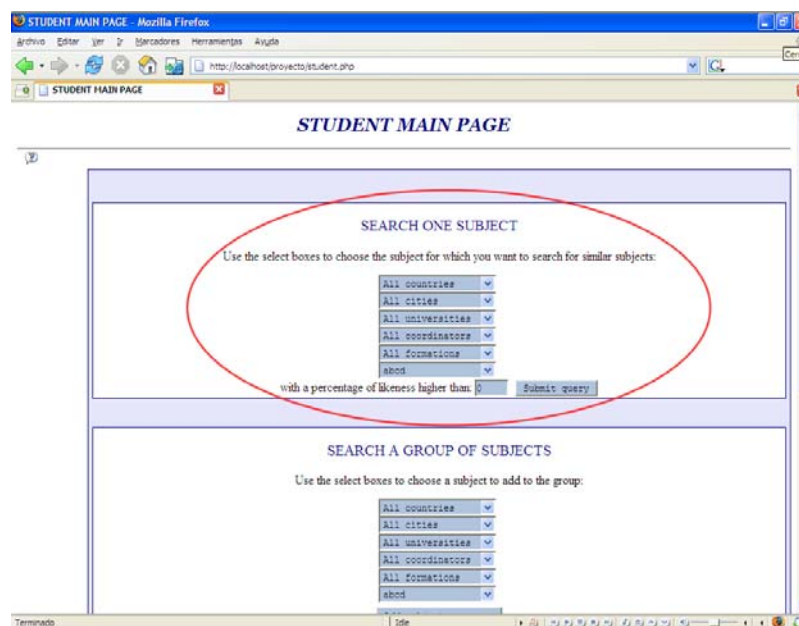 STUDENT MAIN PAGE - Mozilla Firefox
Archivo Editar Ver Ir Marcadores Herramientas Ayuda
http://localhost/proyecto/student.php
Cer
STUDENT MAIN PAGE
STUDENT MAIN PAGE
SEARCH ONE SUBJECT
Use the select boxes to choose the subject for which you want to search for similar subjects:
All countries
All cities
All universities
All coordinators
All formations
abcd
with a percentage of likeness higher than: 0 Submit query
SEARCH A GROUP OF SUBJECTS
Use the select boxes to choose a subject to add to the group:
All countries
All cities
All universities
All coordinators
All formations
abcd
Terminado Idle